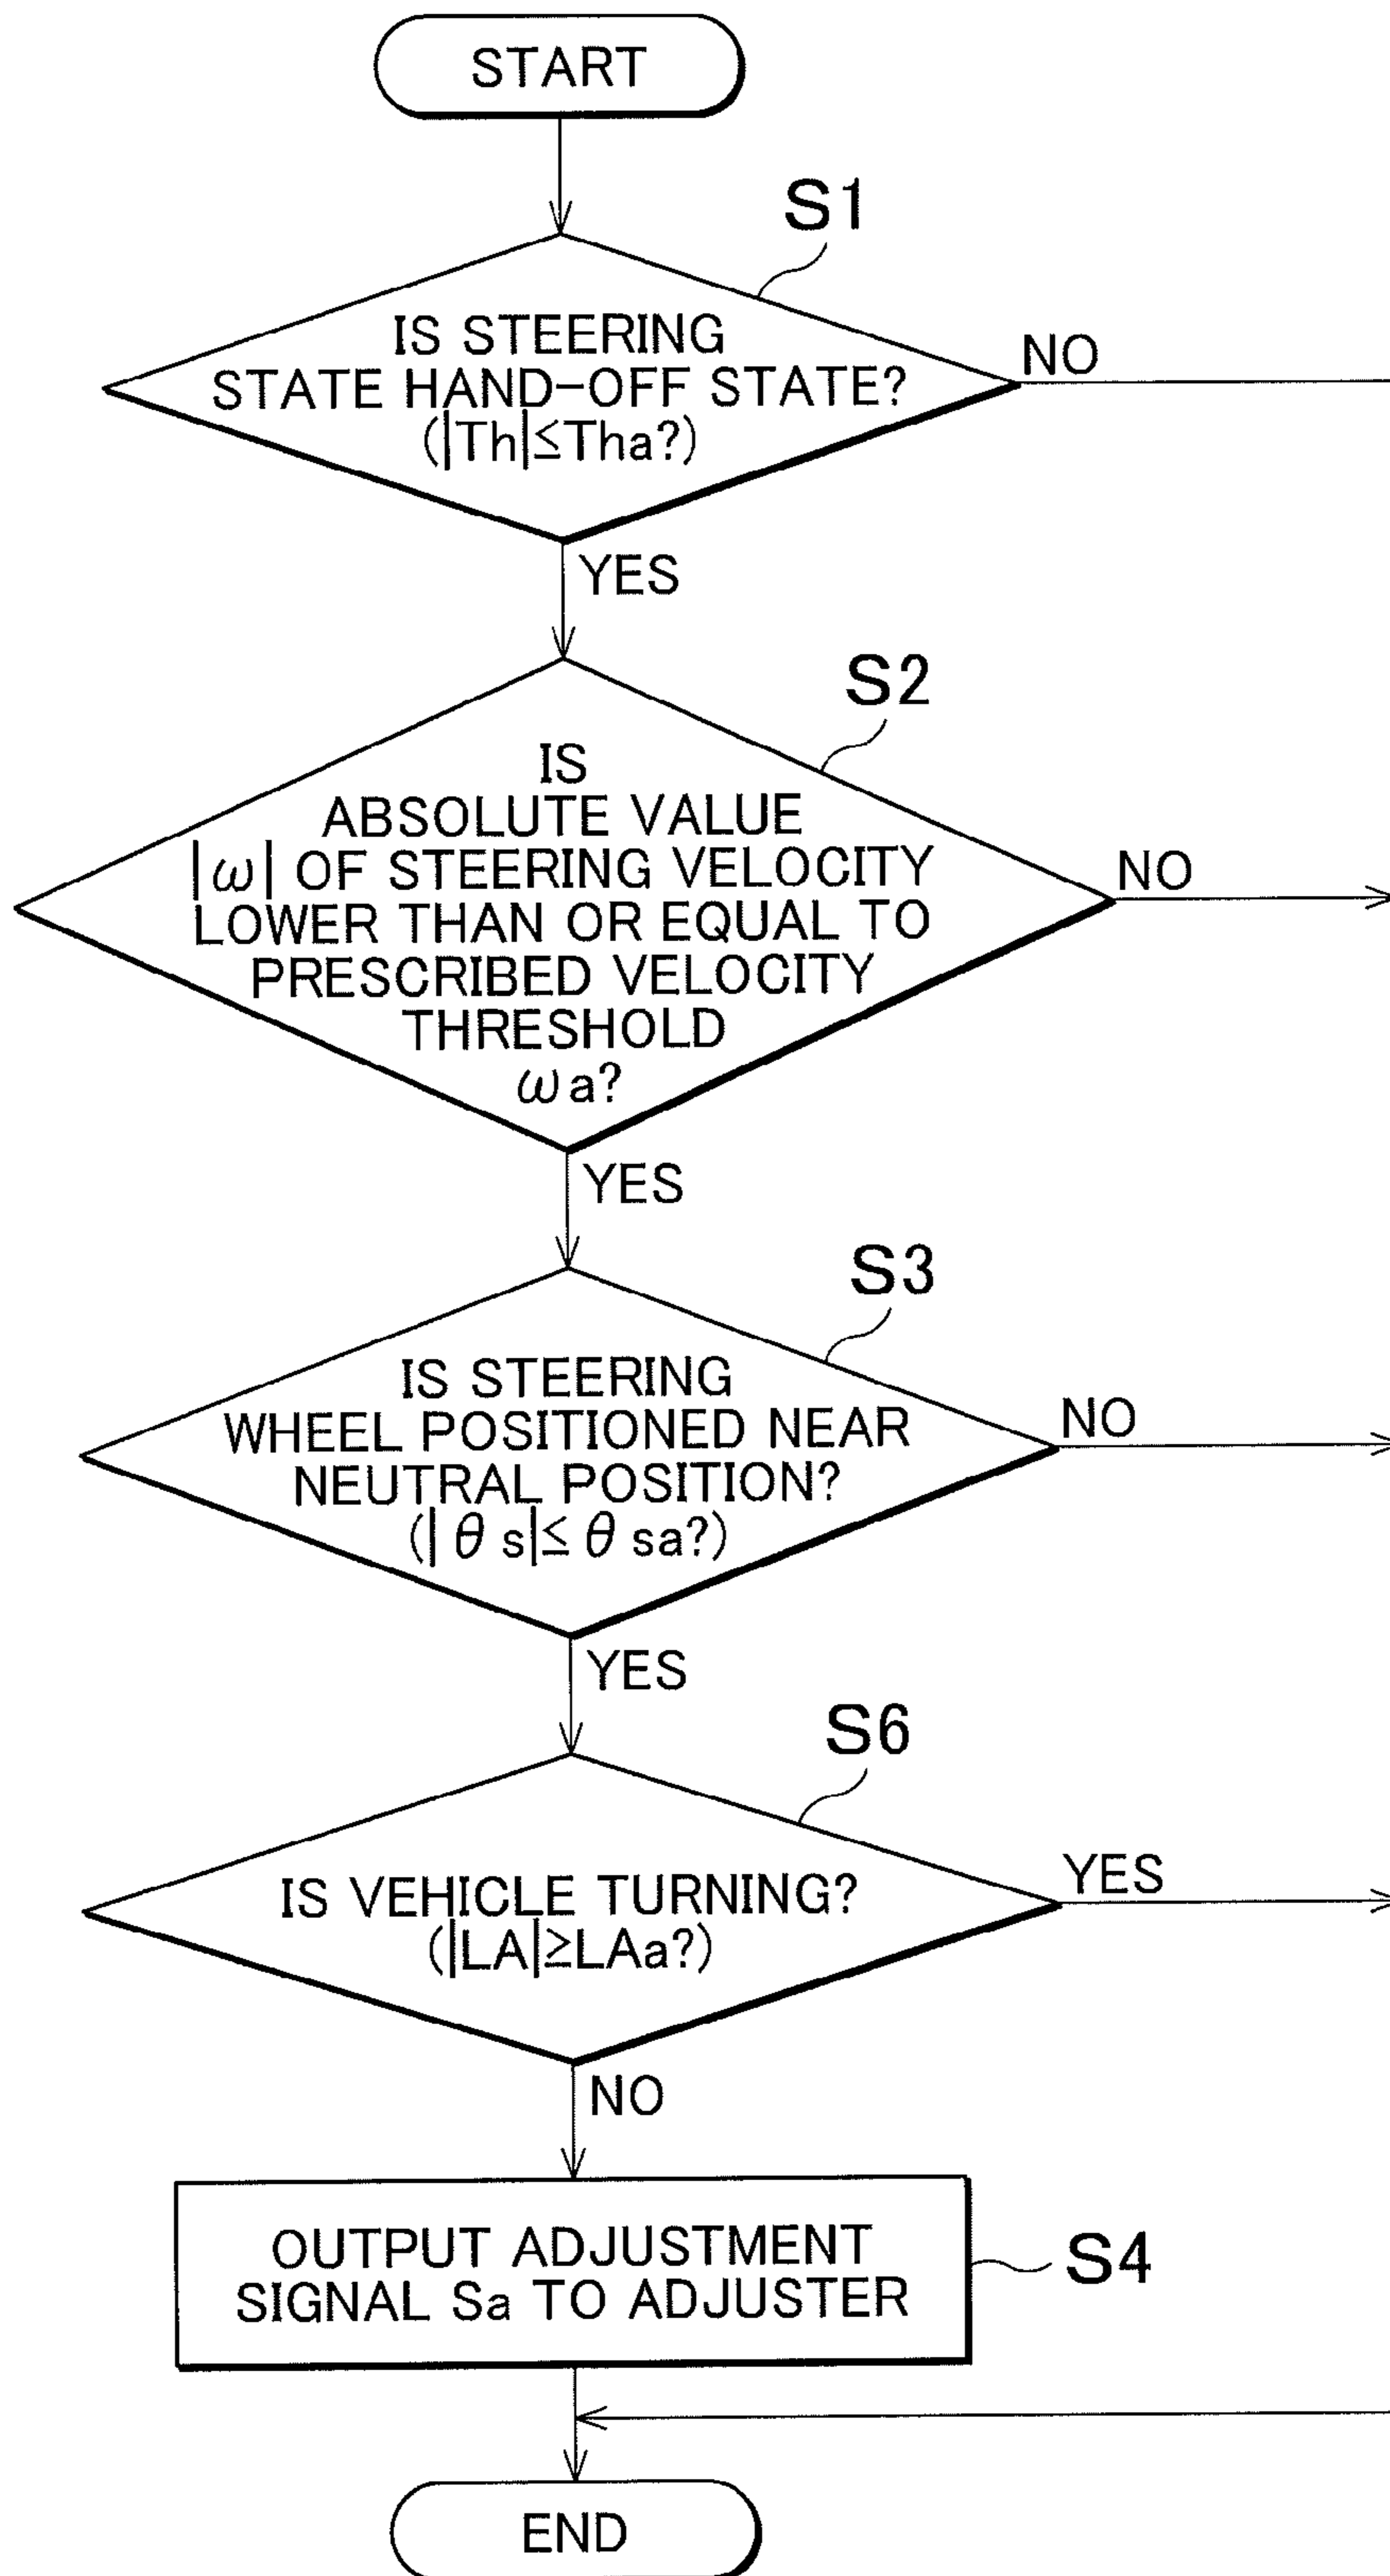 START
S1
IS STEERING
STATE HAND-OFF STATE?
(|Th|≤Tha?)
NO
YES
S2
IS
ABSOLUTE VALUE
|ω| OF STEERING VELOCITY
LOWER THAN OR EQUAL TO
PRESCRIBED VELOCITY
THRESHOLD
ωa?
NO
YES
S3
IS STEERING
WHEEL POSITIONED NEAR
NEUTRAL POSITION?
(|θs|≤θsa?)
NO
YES
S6
IS VEHICLE TURNING?
(|LA|≥LAa?)
YES
NO
OUTPUT ADJUSTMENT
SIGNAL Sa TO ADJUSTER
S4
END